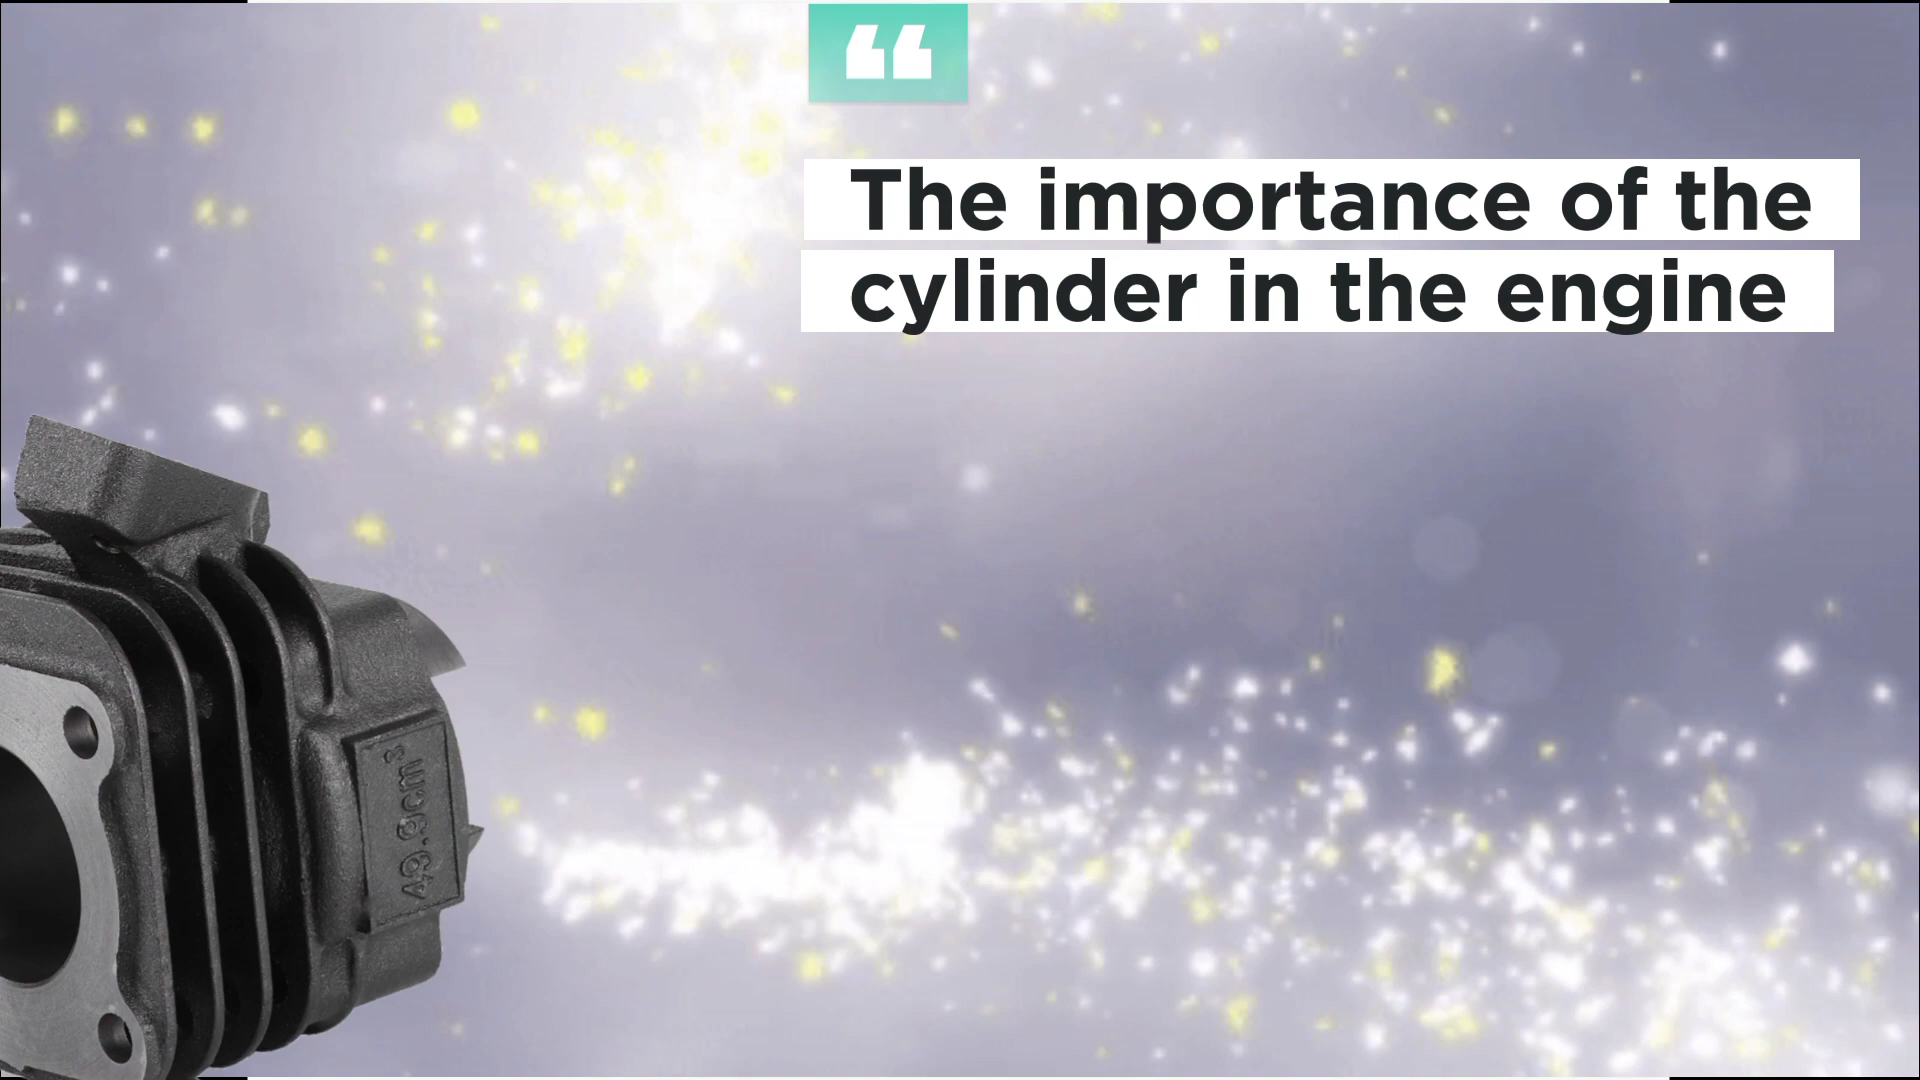 “
The importance of the
cylinder in the engine
49.9cm³